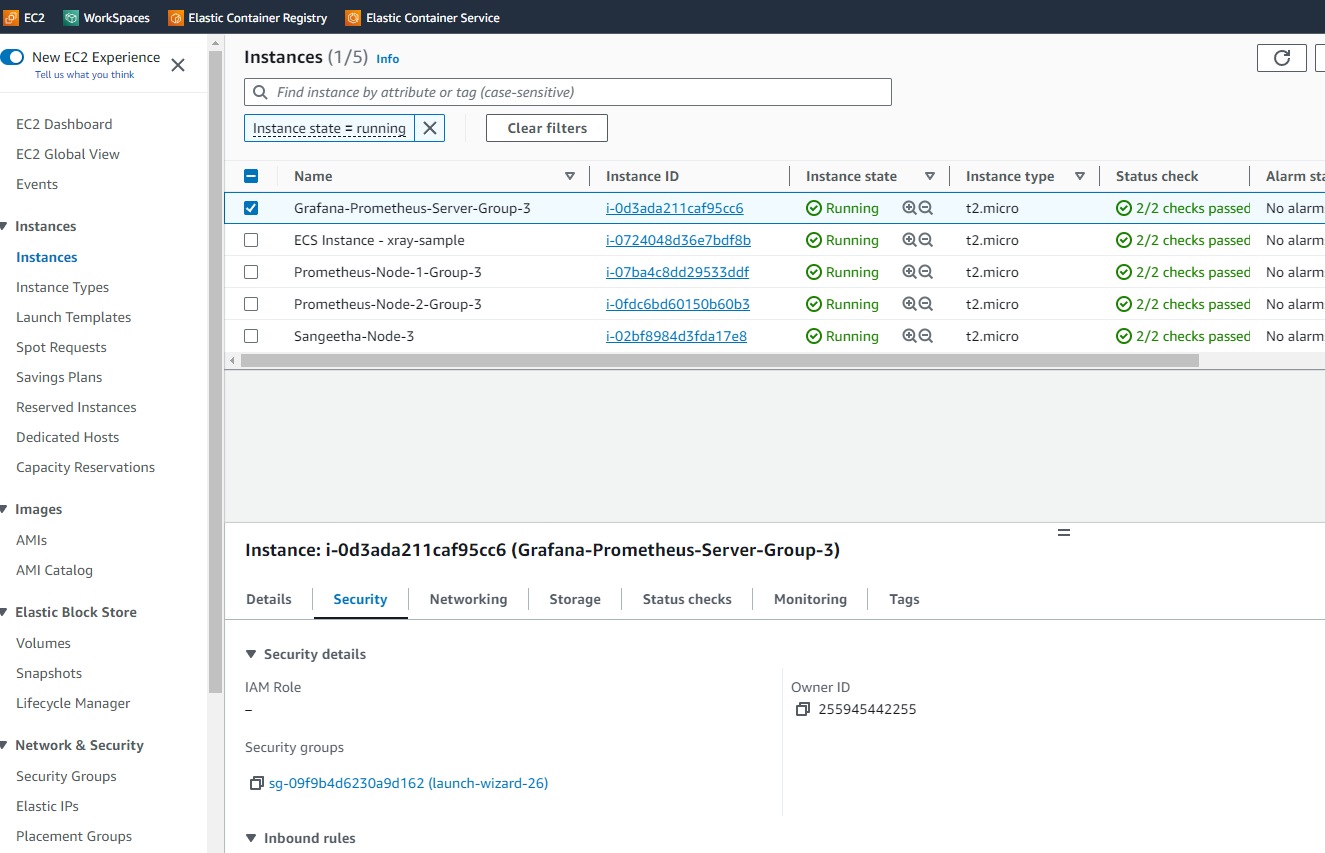 EC2 WorkSpaces Elastic Container Registry Elastic Container Service
New EC2 Experience
Tell us what you think
EC2 Dashboard
EC2 Global View
Events
Instances
Instances
Instance Types
Launch Templates
Spot Requests
Savings Plans
Reserved Instances
Dedicated Hosts
Capacity Reservations
Images
AMIs
AMI Catalog
Elastic Block Store
Volumes
Snapshots
Lifecycle Manager
Network & Security
Security Groups
Elastic IPs
Placement Groups
Instances (1/5) Info
Find instance by attribute or tag (case-sensitive)
Instance state = running Clear filters
Name Instance ID Instance state Instance type Status check Alarm sta
Grafana-Prometheus-Server-Group-3 i-0d3ada211caf95cc6 Running t2.micro 2/2 checks passed No alarm
ECS Instance - xray-sample i-0724048d36e7bdf8b Running t2.micro 2/2 checks passed No alarm
Prometheus-Node-1-Group-3 i-07ba4c8dd29533ddf Running t2.micro 2/2 checks passed No alarm
Prometheus-Node-2-Group-3 i-0fdc6bd60150b60b3 Running t2.micro 2/2 checks passed No alarm
Sangeetha-Node-3 i-02bf8984d3fda17e8 Running t2.micro 2/2 checks passed No alarm
Instance: i-0d3ada211caf95cc6 (Grafana-Prometheus-Server-Group-3)
Details Security Networking Storage Status checks Monitoring Tags
Security details
IAM Role Owner ID
– 255945442255
Security groups
sg-09f9b4d6230a9d162 (launch-wizard-26)
Inbound rules